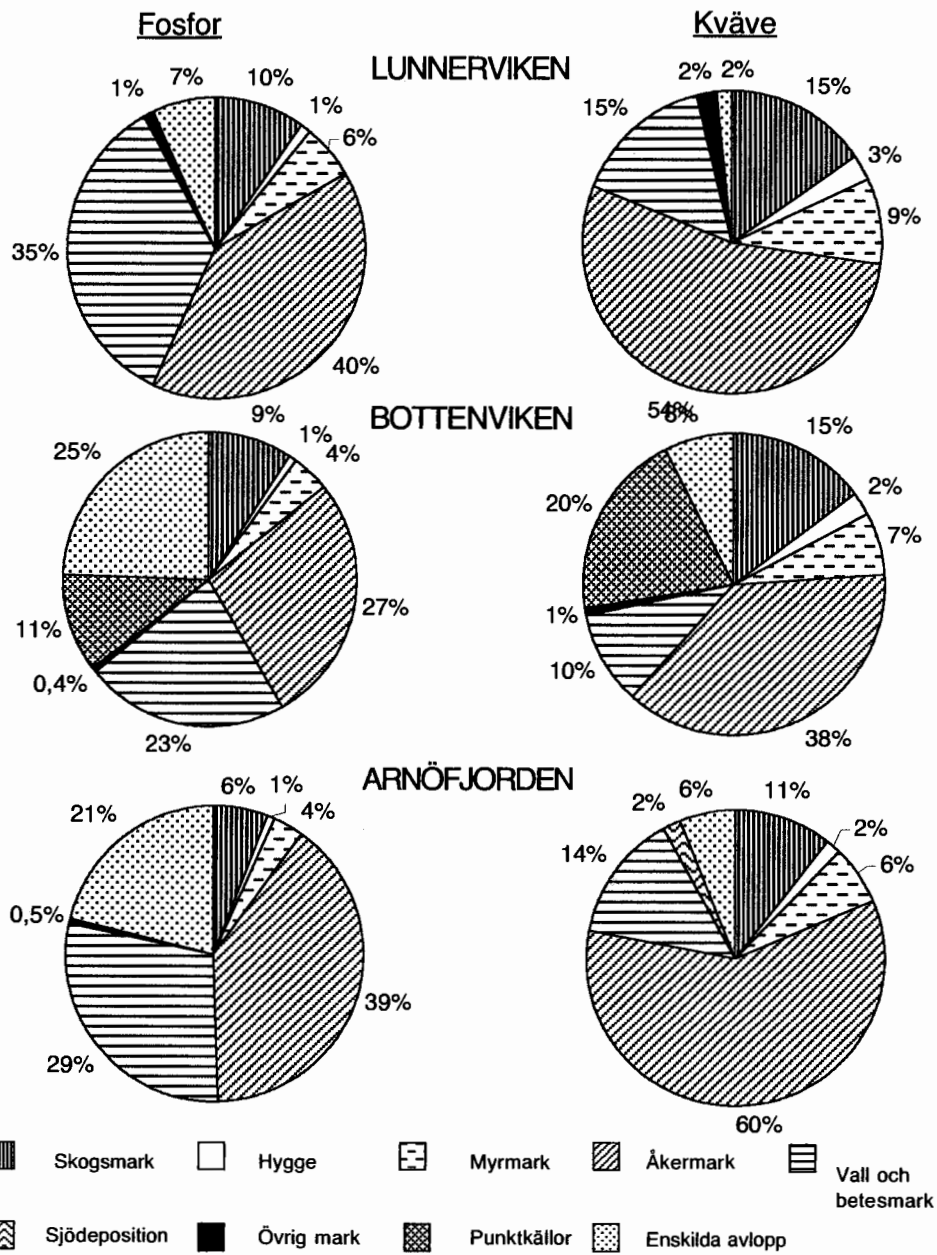 Fosfor
Kväve
LUNNERVIKEN
1% 7% 10% 1% 6% 40% 35%
15% 2% 2% 15% 3% 9% 54%
BOTTENVIKEN
25% 9% 1% 4% 27% 23% 0,4% 11%
15% 2% 7% 38% 10% 1% 20%
ARNÖFJORDEN
21% 6% 1% 4% 39% 29% 0,5%
14% 2% 6% 11% 2% 6% 60%
Skogsmark
Hygge
Myrmark
Åkermark
Vall och
betesmark
Sjödeposition
Övrig mark
Punktkällor
Enskilda avlopp